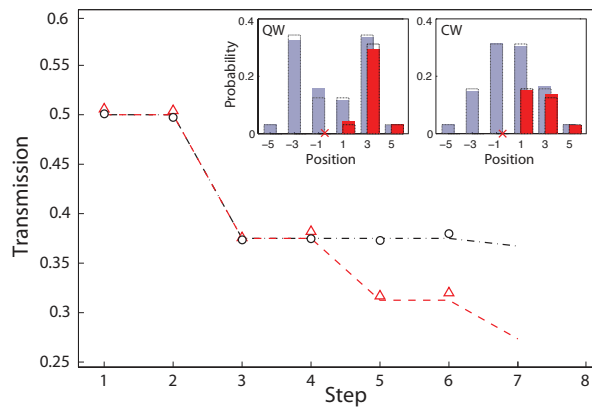 0.6
0.55
0.5
0.45
0.4
0.35
0.3
0.25
Transmission
1 2 3 4 5 6 7 8
Step
QW
0.4
0.2
0
Probability
-5 -3 -1 1 3 5
Position
CW
0.4
0.2
0
-5 -3 -1 1 3 5
Position